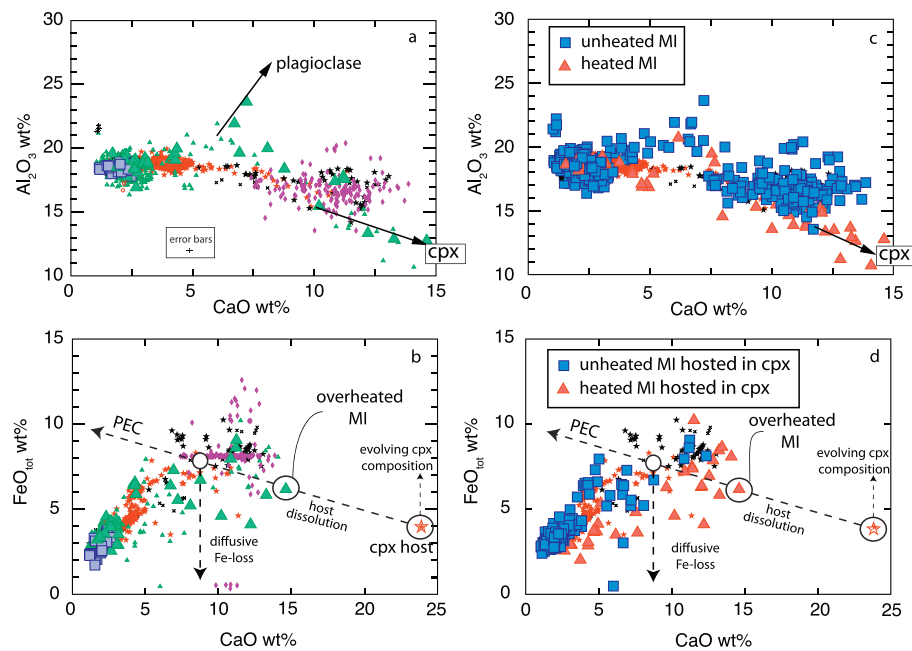 30
25
20
15
10
Al₂O₃ wt%
a
plagioclase
error bars
cpx
0
5
10
15
CaO wt%
30
25
20
15
10
Al₂O₃ wt%
c
unheated MI
heated MI
cpx
0
5
10
15
CaO wt%
15
10
5
0
FeOtot wt%
b
overheated
MI
PEC
evolving cpx
composition
host
dissolution
diffusive
Fe-loss
cpx host
0
5
10
15
20
25
CaO wt%
15
10
5
0
FeOtot wt%
d
unheated MI hosted in cpx
heated MI hosted in cpx
overheated
MI
PEC
evolving cpx
composition
host
dissolution
diffusive
Fe-loss
0
5
10
15
20
25
CaO wt%